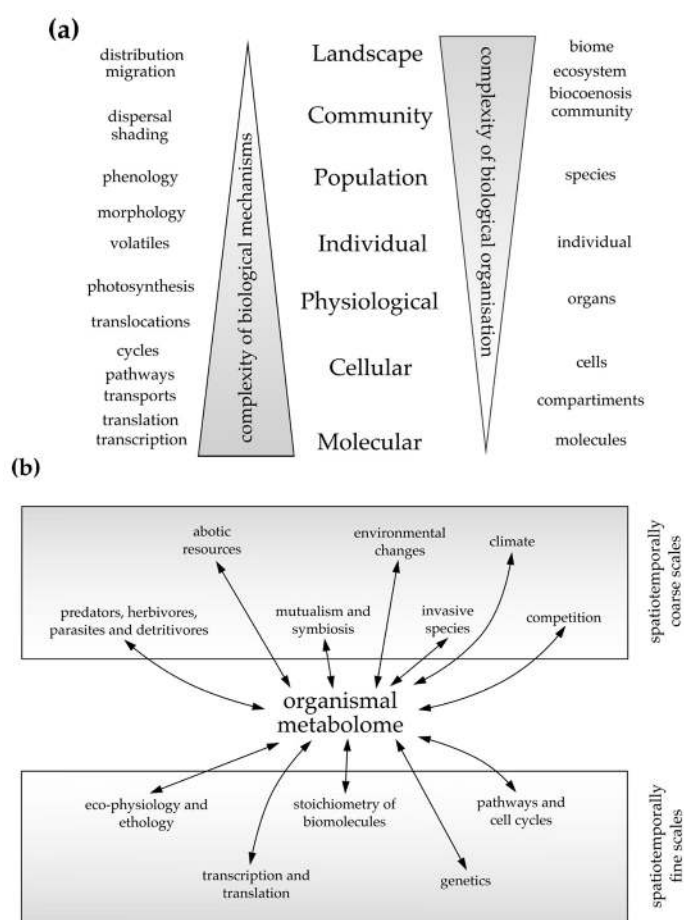 (a)
distribution
migration
dispersal
shading
phenology
morphology
volatiles
photosynthesis
translocations
cycles
pathways
transports
translation
transcription
complexity of biological mechanisms
Landscape
Community
Population
Individual
Physiological
Cellular
Molecular
complexity of biological organisation
biome
ecosystem
biocoenosis
community
species
individual
organs
cells
compartiments
molecules
(b)
abotic
resources
environmental
changes
climate
predators, herbivores,
parasites and detritivores
mutualism and
symbiosis
invasive
species
competition
spatiotemporally
coarse scales
organismal
metabolome
eco-physiology and
ethology
stoichiometry of
biomolecules
pathways and
cell cycles
transcription and
translation
genetics
spatiotemporally
fine scales